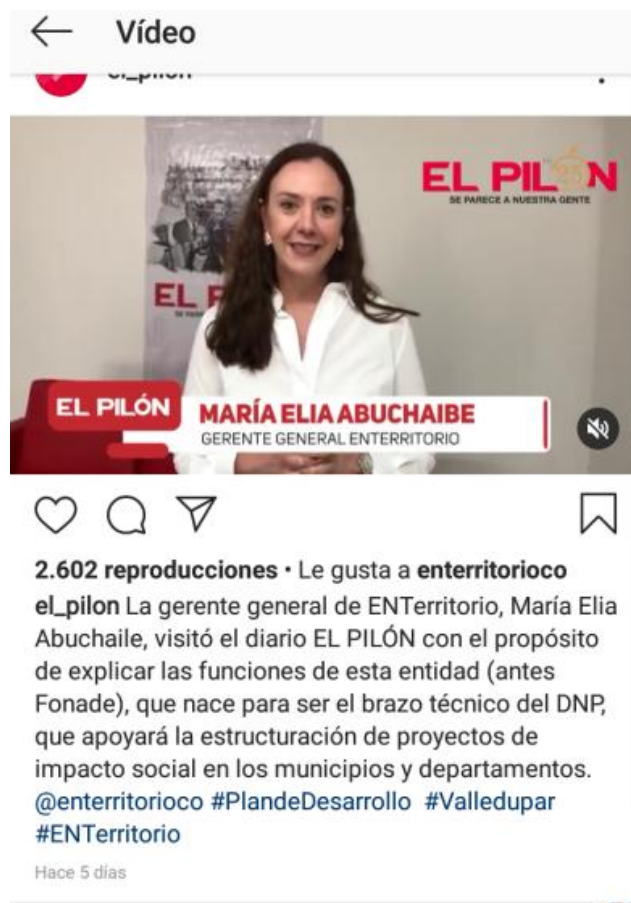 Vídeo
el_pilon
EL PILÓN
25
SE PARECE A NUESTRA GENTE
EL P
EL PILÓN
MARÍA ELIA ABUCHAIBE
GERENTE GENERAL ENTERRITORIO
2.602 reproducciones • Le gusta a enterritorioco
el_pilon La gerente general de ENTerritorio, María Elia
Abuchaile, visitó el diario EL PILÓN con el propósito
de explicar las funciones de esta entidad (antes
Fonade), que nace para ser el brazo técnico del DNP,
que apoyará la estructuración de proyectos de
impacto social en los municipios y departamentos.
@enterritorioco #PlandeDesarrollo #Valledupar
#ENTerritorio
Hace 5 días